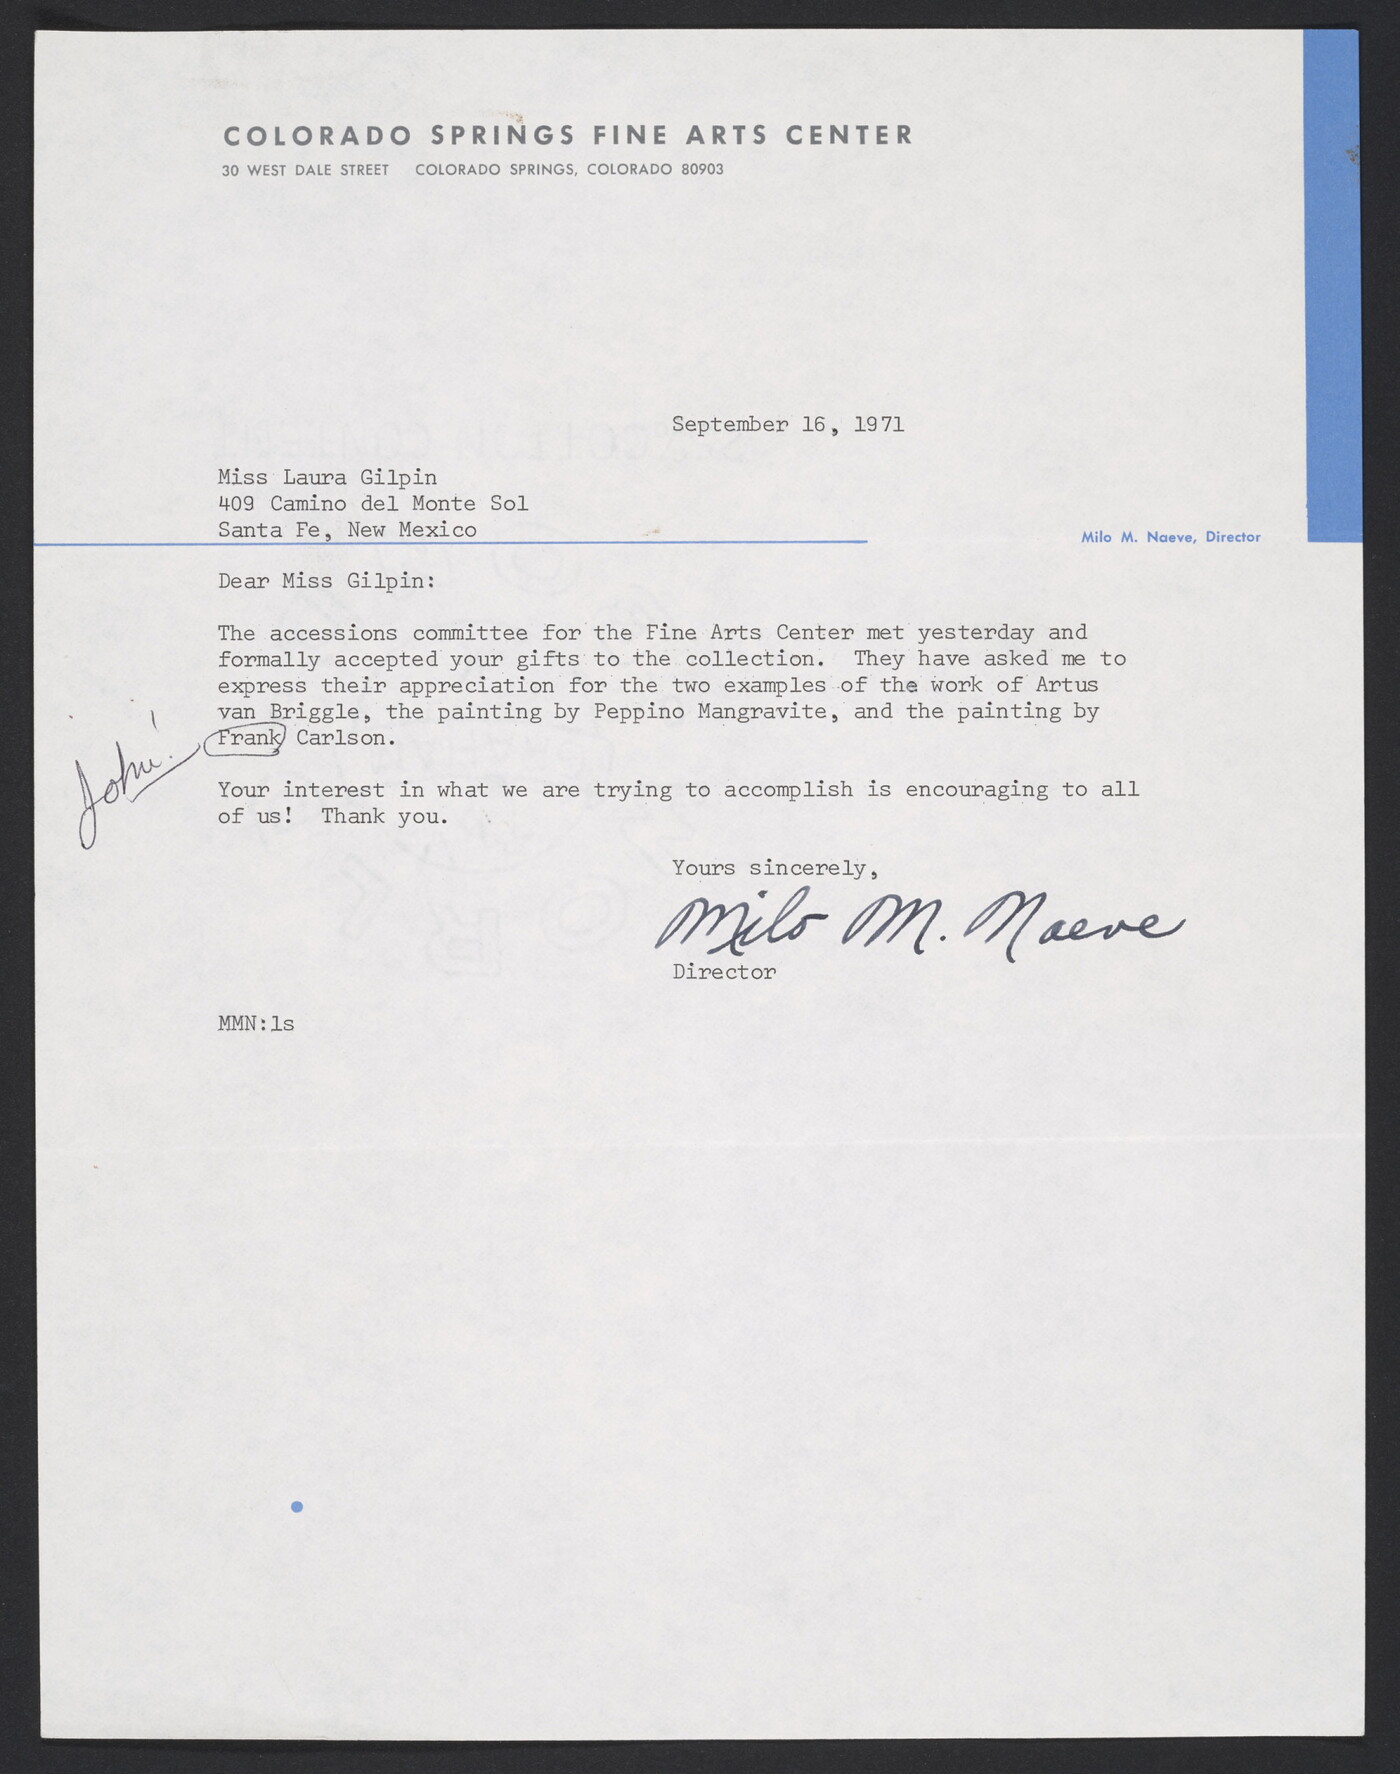 COLORADO SPRINGS FINE ARTS CENTER
30 WEST DALE STREET COLORADO SPRINGS, COLORADO 80903
September 16, 1971
Miss Laura Gilpin
409 Camino del Monte Sol
Santa Fe, New Mexico
Milo M. Naeve, Director
Dear Miss Gilpin:
The accessions committee for the Fine Arts Center met yesterday and
formally accepted your gifts to the collection. They have asked me to
express their appreciation for the two examples of the work of Artus
van Briggle, the painting by Peppino Mangravite, and the painting by
Frank Carlson.
John!
Your interest in what we are trying to accomplish is encouraging to all
of us! Thank you.
Yours sincerely,
Milo M. Naeve
Director
MMN:ls